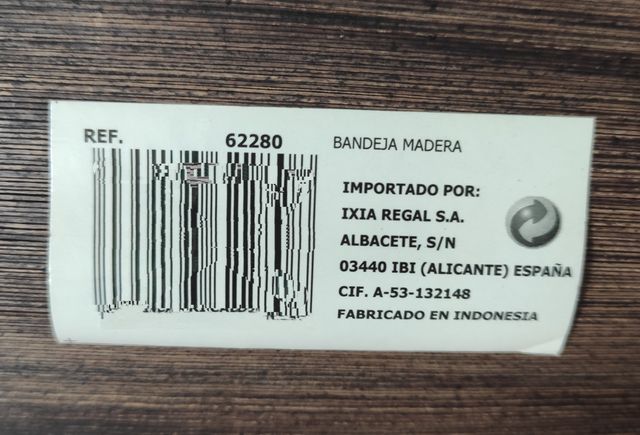 REF. 62280 BANDEJA MADERA
IMPORTADO POR:
IXIA REGAL S.A.
ALBACETE, S/N
03440 IBI (ALICANTE) ESPAÑA
CIF. A-53-132148
FABRICADO EN INDONESIA